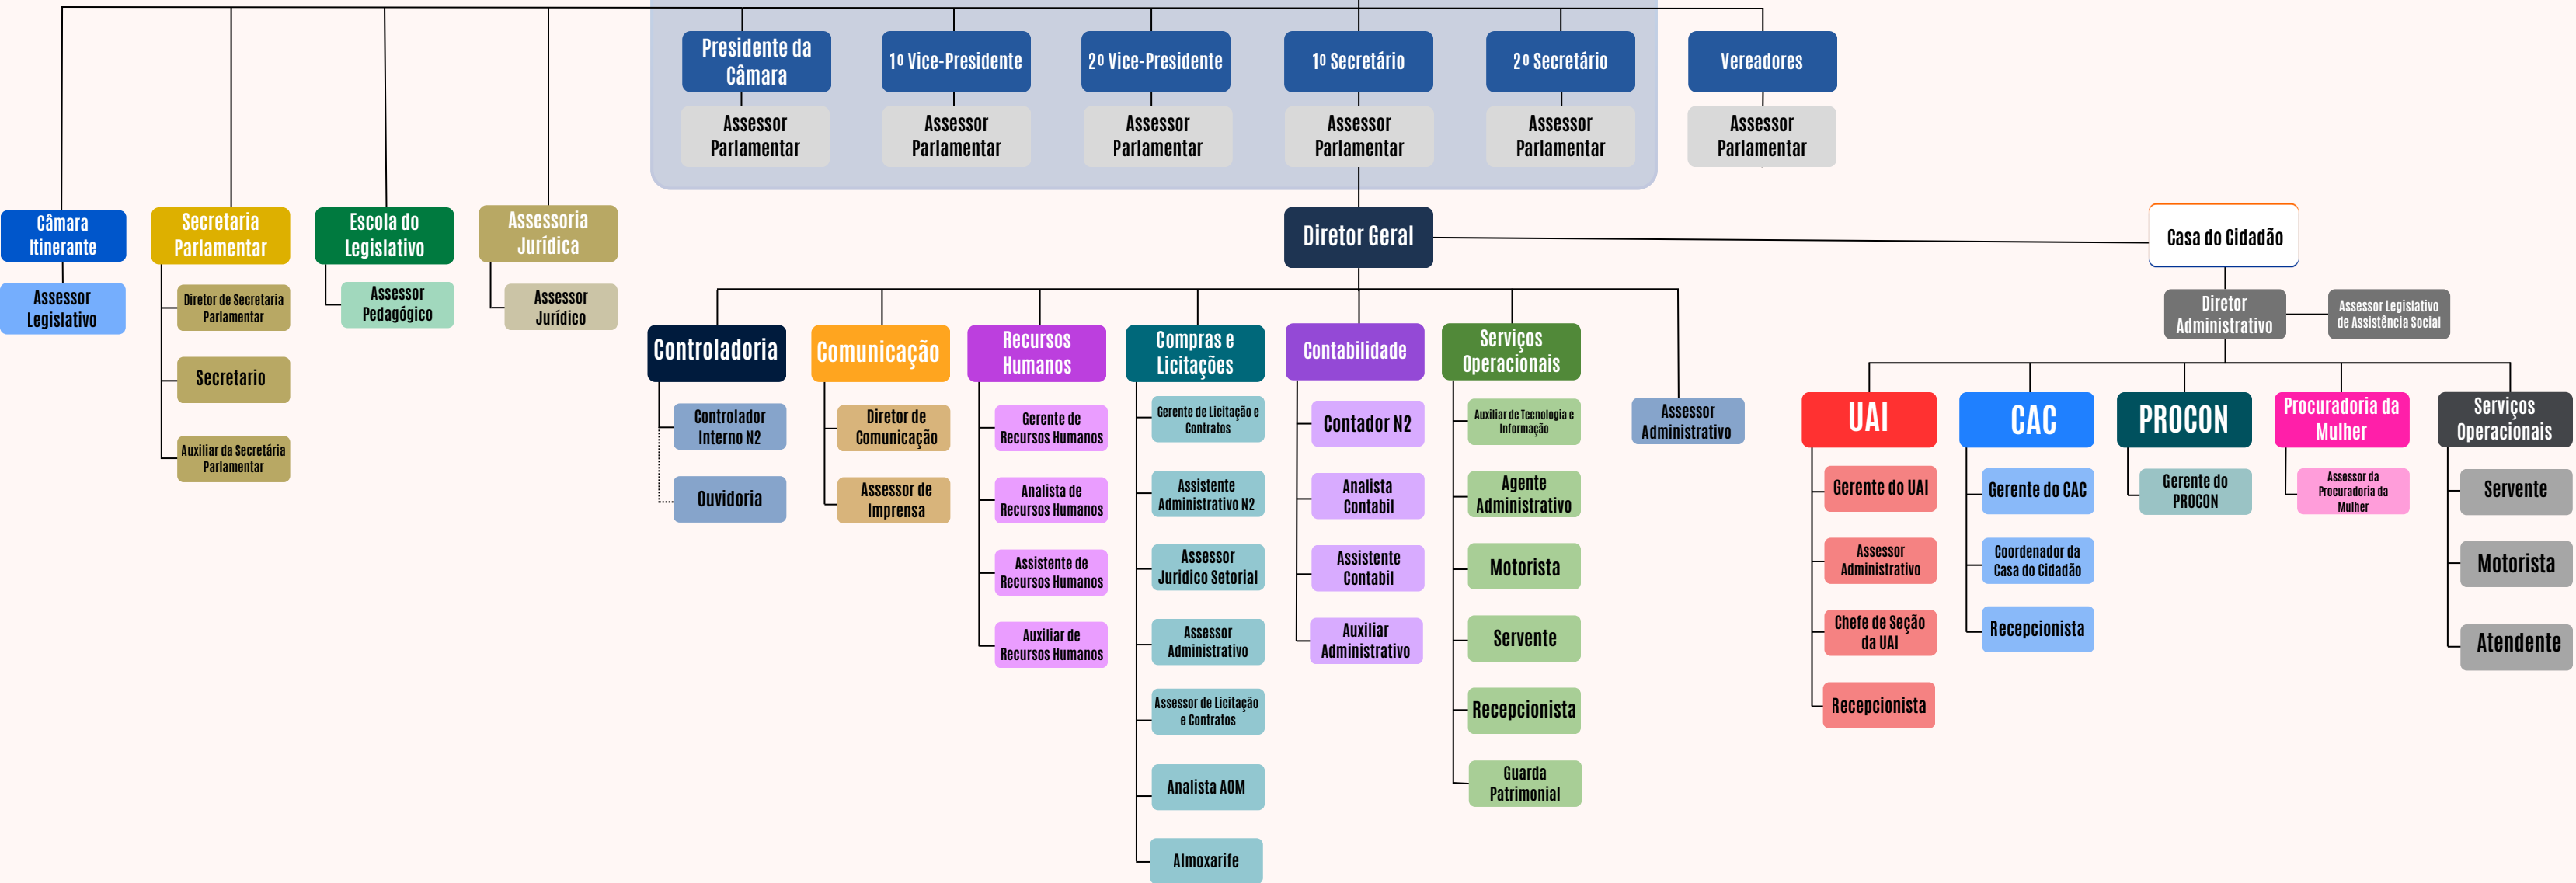 Presidente da
Câmara
1º Vice-Presidente
2º Vice-Presidente
1º Secretário
2º Secretário
Vereadores
Assessor
Parlamentar
Assessor
Parlamentar
Assessor
Parlamentar
Assessor
Parlamentar
Assessor
Parlamentar
Assessor
Parlamentar
Câmara
Itinerante
Assessor
Legislativo
Secretaria
Parlamentar
Diretor de Secretaria
Parlamentar
Secretario
Auxiliar da Secretária
Parlamentar
Escola do
Legislativo
Assessor
Pedagógico
Assessoria
Jurídica
Assessor
Jurídico
Diretor Geral
Casa do Cidadão
Diretor
Administrativo
Assessor Legislativo
de Assistência Social
Controladoria
Controlador
Interno N2
Ouvidoria
Comunicação
Diretor de
Comunicação
Assessor de
Imprensa
Recursos
Humanos
Gerente de
Recursos Humanos
Analista de
Recursos Humanos
Assistente de
Recursos Humanos
Auxiliar de
Recursos Humanos
Compras e
Licitações
Gerente de Licitação e
Contratos
Assistente
Administrativo N2
Assessor
Juridico Setorial
Assessor
Administrativo
Assessor de Licitação
e Contratos
Analista AOM
Almoxarife
Contabilidade
Contador N2
Analista
Contabil
Assistente
Contabil
Auxiliar
Administrativo
Serviços
Operacionais
Auxiliar de Tecnologia e
Informação
Agente
Administrativo
Motorista
Servente
Recepcionista
Guarda
Patrimonial
Assessor
Administrativo
UAI
Gerente do UAI
Assessor
Administrativo
Chefe de Seção
da UAI
Recepcionista
CAC
Gerente do CAC
Coordenador da
Casa do Cidadão
Recepcionista
PROCON
Gerente do
PROCON
Procuradoria da
Mulher
Assessor da
Procuradoria da
Mulher
Serviços
Operacionais
Servente
Motorista
Atendente